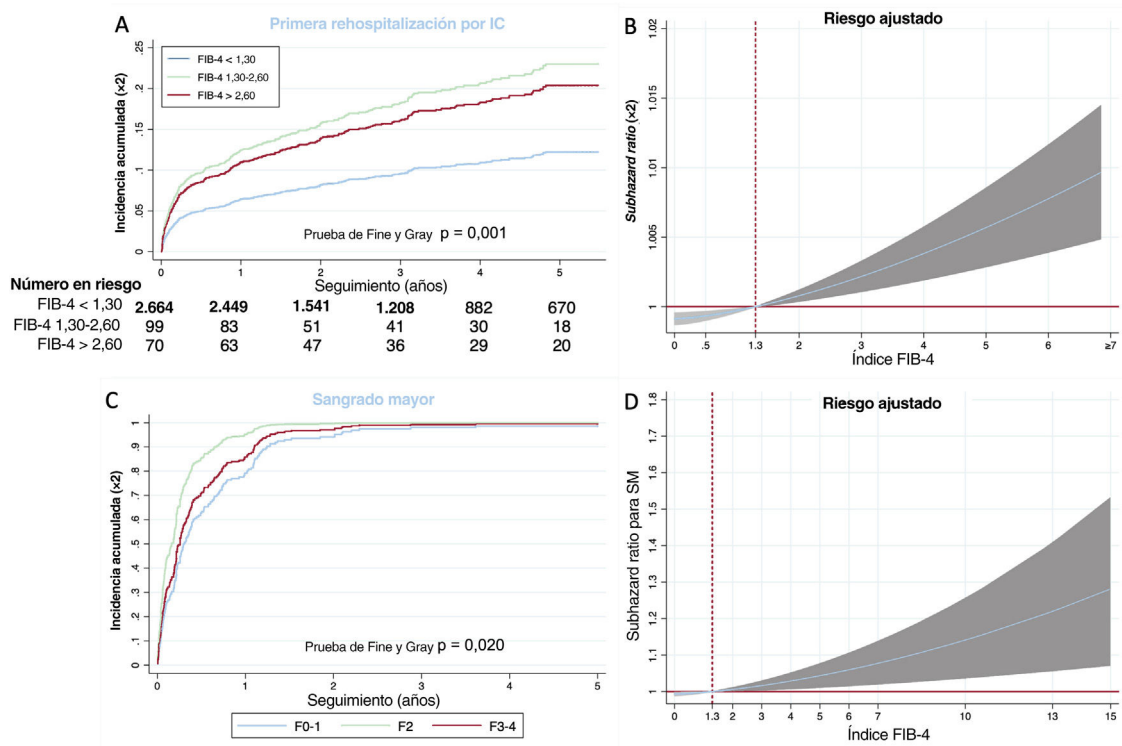 A
Primera rehospitalización por IC
FIB-4 < 1,30
FIB-4 1,30-2,60
FIB-4 > 2,60
Incidencia acumulada (×2)
.25
.2
.15
.1
.05
0
Prueba de Fine y Gray p = 0,001
0 1 2 3 4 5
Seguimiento (años)
Número en riesgo
FIB-4 < 1,30 2.664 2.449 1.541 1.208 882 670
FIB-4 1,30-2,60 99 83 51 41 30 18
FIB-4 > 2,60 70 63 47 36 29 20
B
Riesgo ajustado
Subhazard ratio (×2)
1.02
1.015
1.01
1.005
1
0 .5 1.3 2 3 4 5 6 ≥7
Índice FIB-4
C
Sangrado mayor
Incidencia acumulada (×2)
1
.9
.8
.7
.6
.5
.4
.3
.2
.1
0
Prueba de Fine y Gray p = 0,020
0 1 2 3 4 5
Seguimiento (años)
F0-1 F2 F3-4
D
Riesgo ajustado
Subhazard ratio para SM
1.8
1.7
1.6
1.5
1.4
1.3
1.2
1.1
1
0 1.3 2 3 4 5 6 7 10 13 15
Índice FIB-4